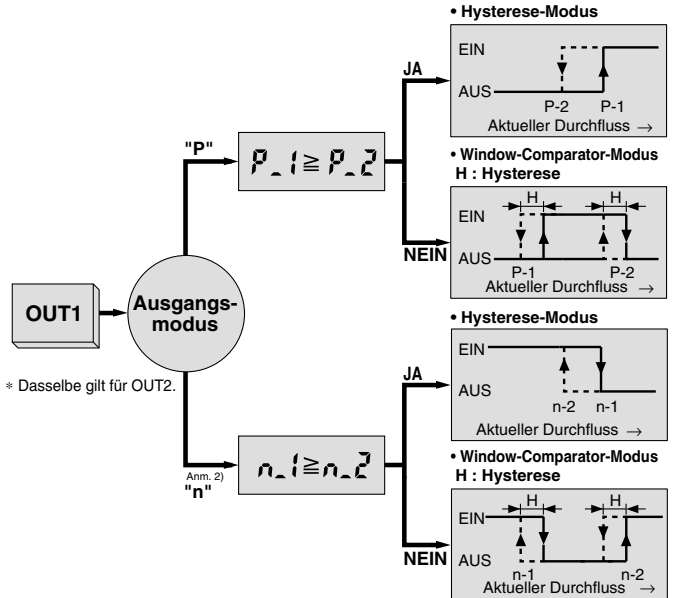 • Hysterese-Modus
EIN
AUS
P-2 P-1
Aktueller Durchfluss →
JA
"P"
P_1≧P_2
• Window-Comparator-Modus
H : Hysterese
H H
EIN
AUS
P-1 P-2
Aktueller Durchfluss →
NEIN
OUT1
Ausgangs-
modus
∗ Dasselbe gilt für OUT2.
• Hysterese-Modus
EIN
AUS
n-2 n-1
Aktueller Durchfluss →
JA
Anm. 2)
"n"
n_1≧n_2
• Window-Comparator-Modus
H : Hysterese
H H
EIN
AUS
n-1 n-2
Aktueller Durchfluss →
NEIN